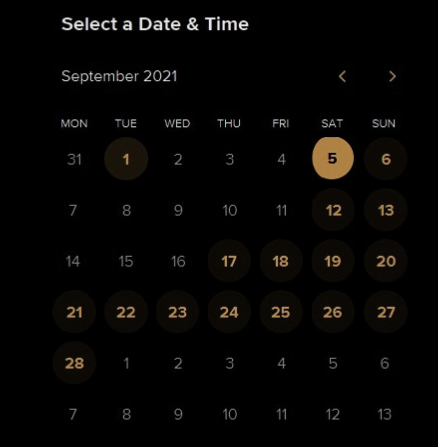 Select a Date & Time
September 2021 < >
MON TUE WED THU FRI SAT SUN
31 1 2 3 4 5 6
7 8 9 10 11 12 13
14 15 16 17 18 19 20
21 22 23 24 25 26 27
28 1 2 3 4 5 6
7 8 9 10 11 12 13